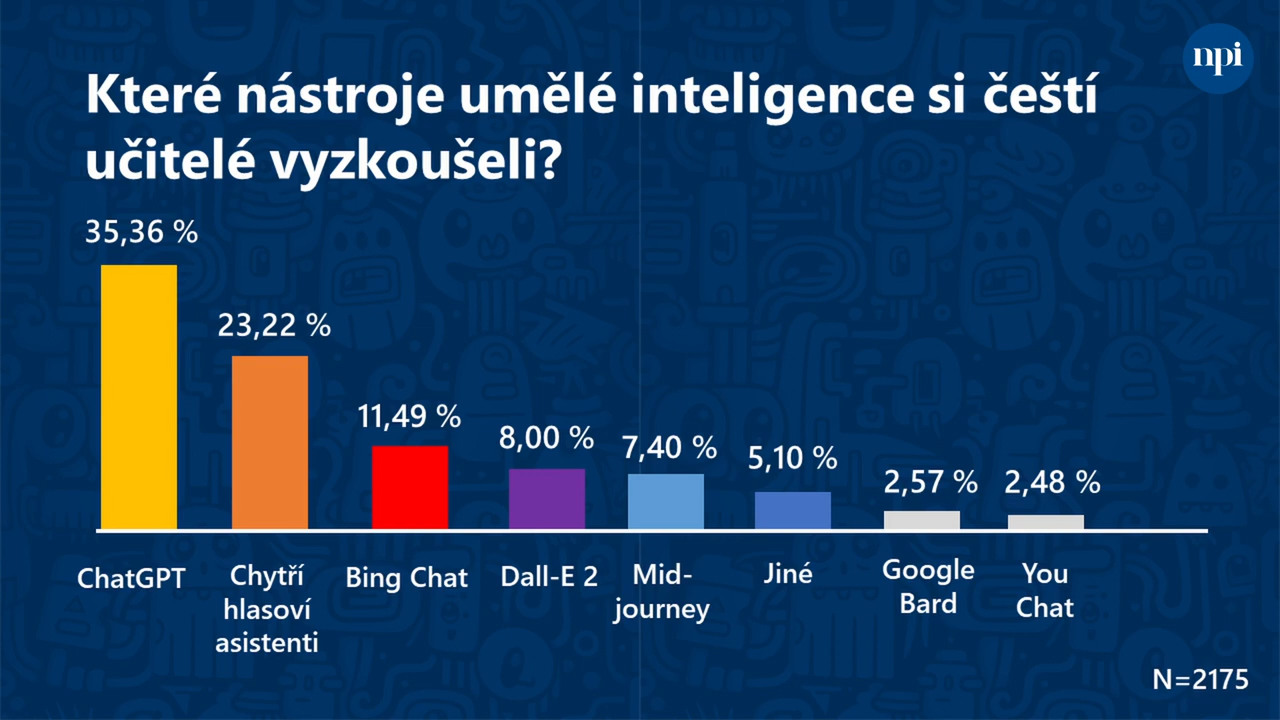 npi
Které nástroje umělé inteligence si čeští
učitelé vyzkoušeli?
35,36 %
23,22 %
11,49 %
8,00 %
7,40 %
5,10 %
2,57 %
2,48 %
ChatGPT
Chytří
hlasoví
asistenti
Bing Chat
Dall-E 2
Mid-
journey
Jiné
Google
Bard
You
Chat
N=2175